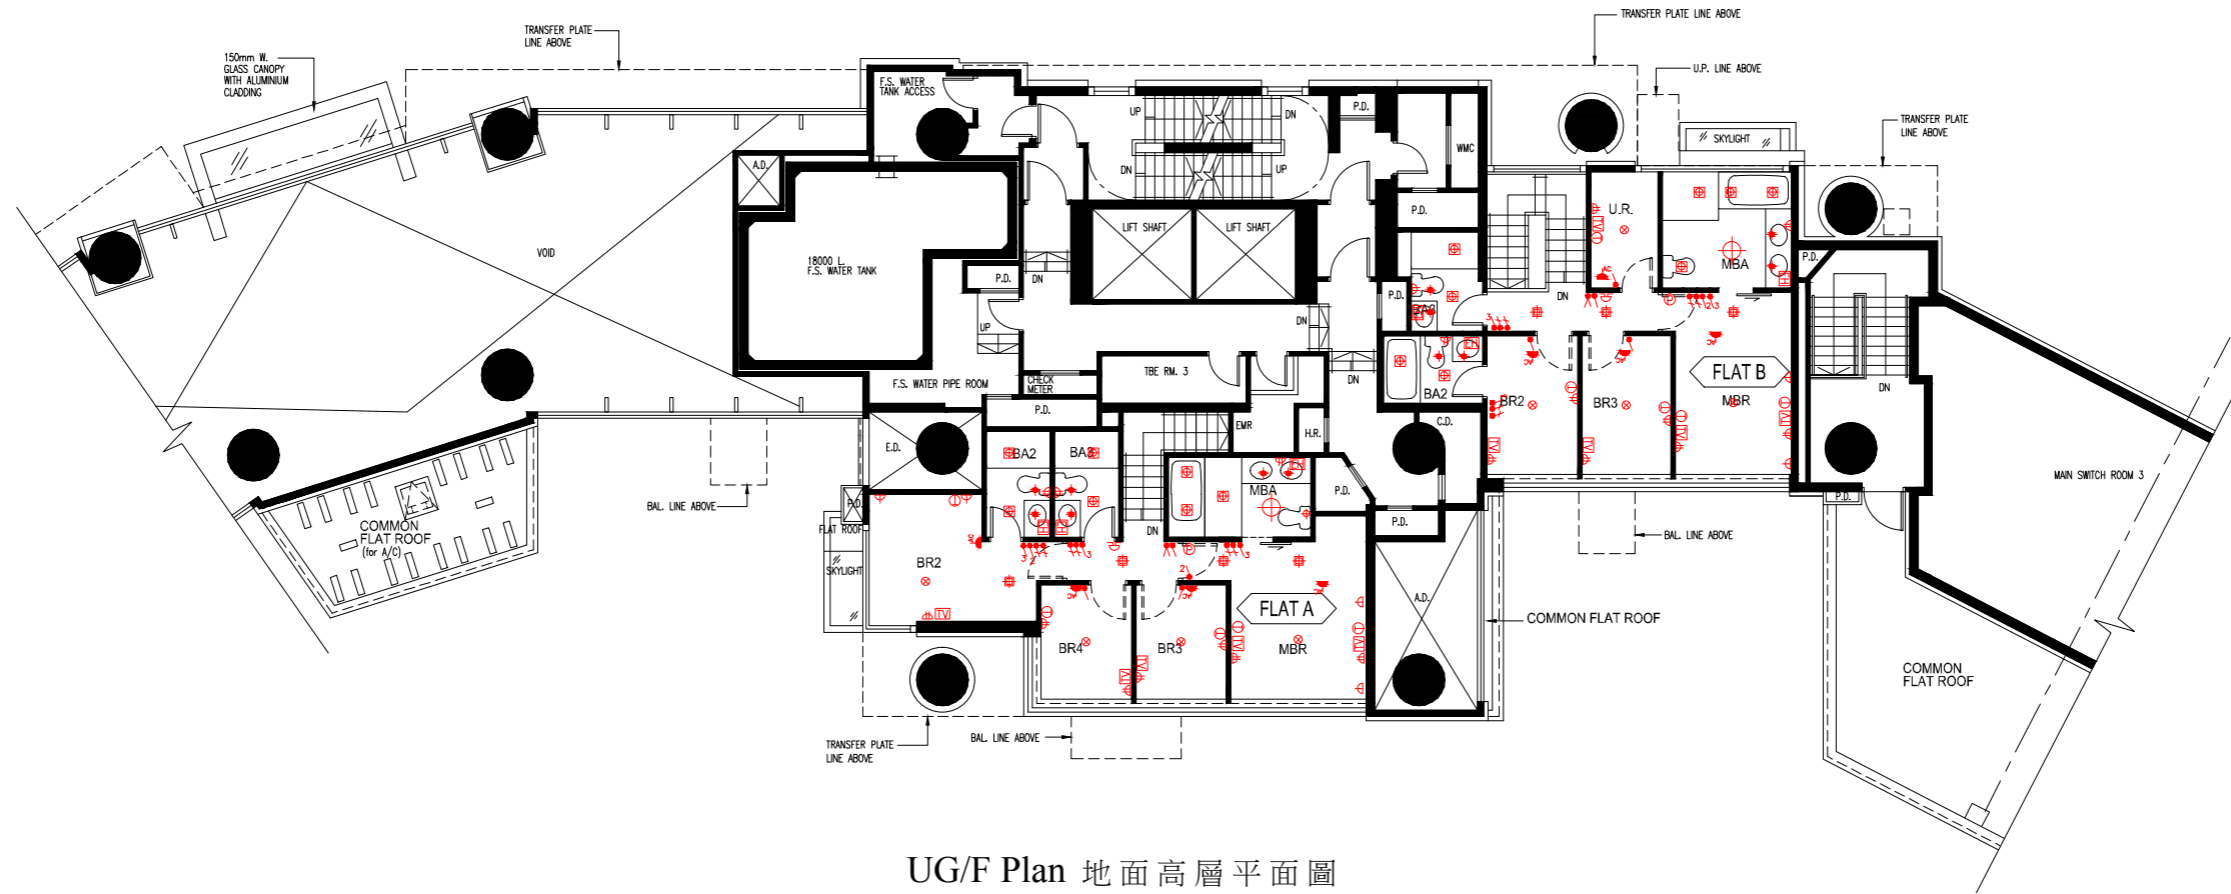 TRANSFER PLATE LINE ABOVE
TRANSFER PLATE
LINE ABOVE
150mm W.
GLASS CANOPY
WITH ALUMINIUM
CLADDING
U.P. LINE ABOVE
F.S. WATER
TANK ACCESS
UP
DN
P.D.
TRANSFER PLATE
LINE ABOVE
SKYLIGHT
WMC
A.D.
DN
UP
P.D.
U.R.
LIFT SHAFT
LIFT SHAFT
VOID
18000 L.
F.S. WATER TANK
P.D.
DN
MBA
P.D.
P.D.
DN
BA3
DN
UP
TBE RM. 3
DN
FLAT B
F.S. WATER PIPE ROOM
CHECK
METER
BA2
BR2
BR3
MBR
DN
P.D.
EMR
H.R.
C.D.
E.D.
BA2
BA3
MAIN SWITCH ROOM 3
MBA
P.D.
P.D.
P.D.
BAL. LINE ABOVE
FLAT ROOF
COMMON
FLAT ROOF
(for A/C)
DN
P.D.
BAL. LINE ABOVE
SKYLIGHT
BR2
A.D.
FLAT A
COMMON FLAT ROOF
BR4
BR3
MBR
COMMON
FLAT ROOF
BAL. LINE ABOVE
TRANSFER PLATE
LINE ABOVE
UG/F Plan 地面高層平面圖